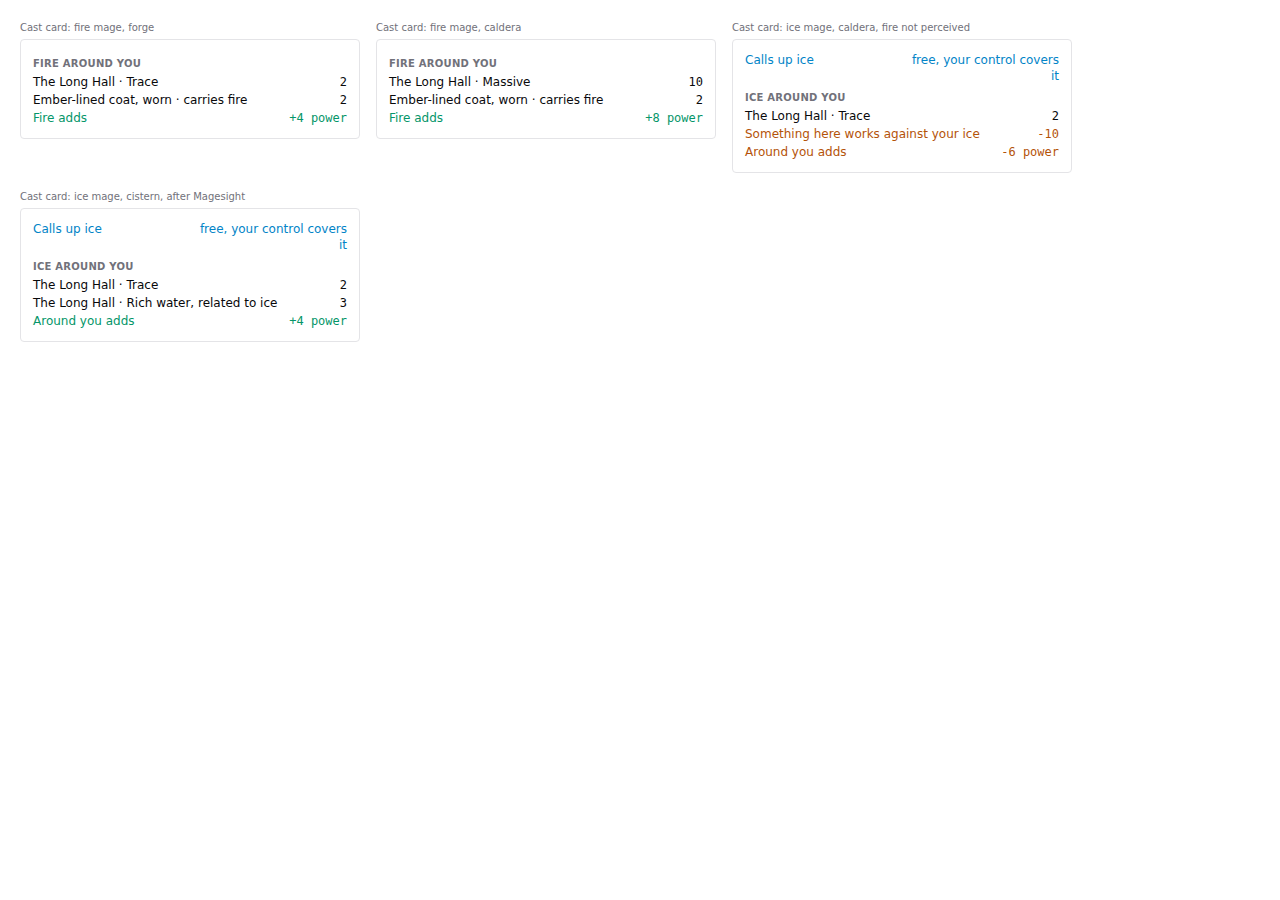 Cast card: fire mage, forge
FIRE AROUND YOU
The Long Hall · Trace 2
Ember-lined coat, worn · carries fire 2
Fire adds +4 power
Cast card: fire mage, caldera
FIRE AROUND YOU
The Long Hall · Massive 10
Ember-lined coat, worn · carries fire 2
Fire adds +8 power
Cast card: ice mage, caldera, fire not perceived
Calls up ice free, your control covers
it
ICE AROUND YOU
The Long Hall · Trace 2
Something here works against your ice -10
Around you adds -6 power
Cast card: ice mage, cistern, after Magesight
Calls up ice free, your control covers
it
ICE AROUND YOU
The Long Hall · Trace 2
The Long Hall · Rich water, related to ice 3
Around you adds +4 power